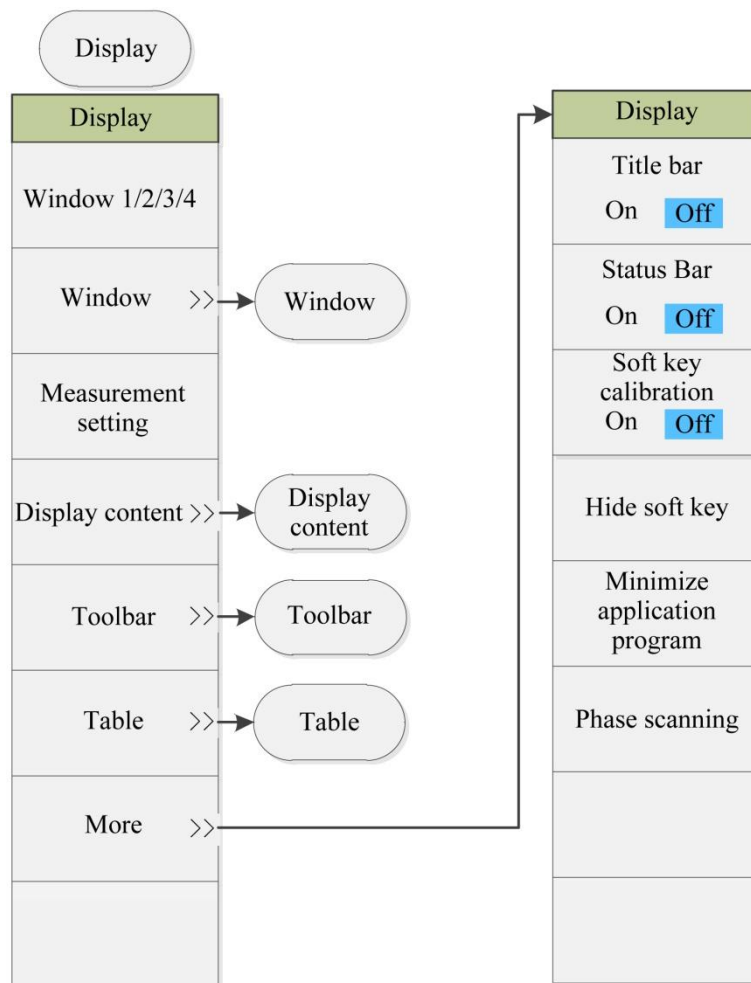 Display
Display
Window 1/2/3/4
Window >>
Window
Measurement
setting
Display content >>
Display
content
Toolbar >>
Toolbar
Table >>
Table
More >>
Display
Title bar
On Off
Status Bar
On Off
Soft key
calibration
On Off
Hide soft key
Minimize
application
program
Phase scanning